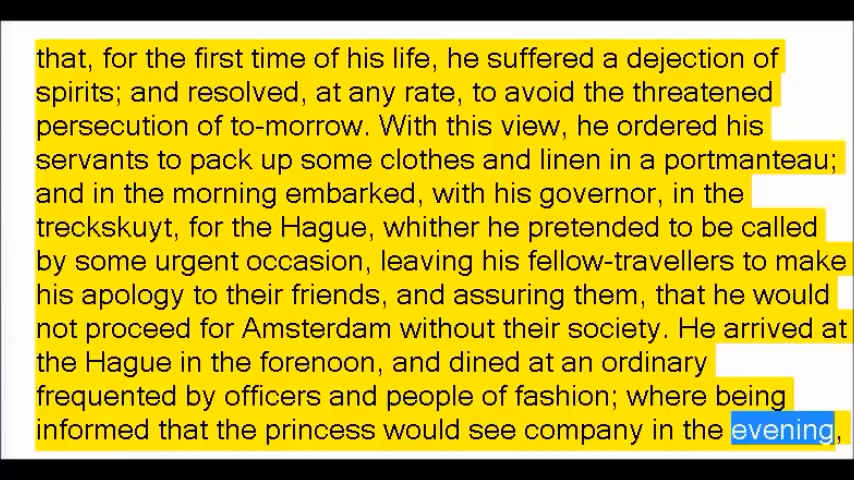 that, for the first time of his life, he suffered a dejection of
spirits; and resolved, at any rate, to avoid the threatened
persecution of to-morrow. With this view, he ordered his
servants to pack up some clothes and linen in a portmanteau;
and in the morning embarked, with his governor, in the
treckskuyt, for the Hague, whither he pretended to be called
by some urgent occasion, leaving his fellow-travellers to make
his apology to their friends, and assuring them, that he would
not proceed for Amsterdam without their society. He arrived at
the Hague in the forenoon, and dined at an ordinary
frequented by officers and people of fashion; where being
informed that the princess would see company in the evening,